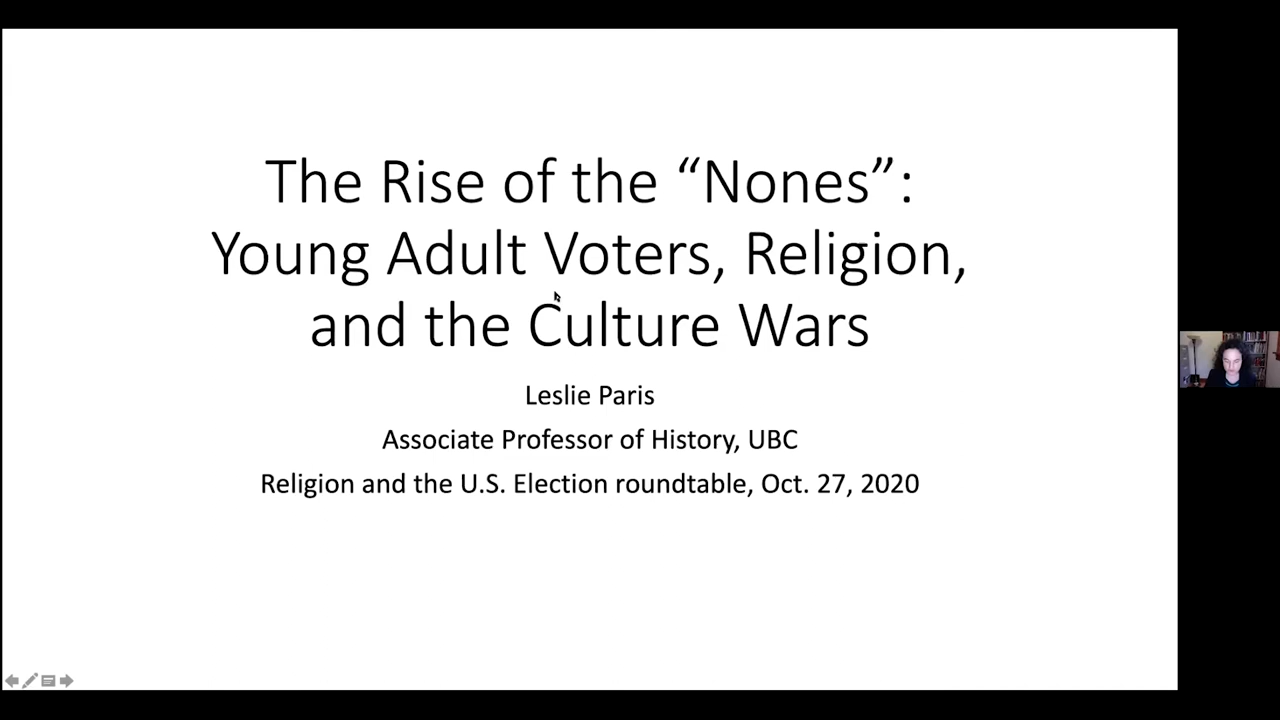 The Rise of the “Nones”:
Young Adult Voters, Religion,
and the Culture Wars
Leslie Paris
Associate Professor of History, UBC
Religion and the U.S. Election roundtable, Oct. 27, 2020